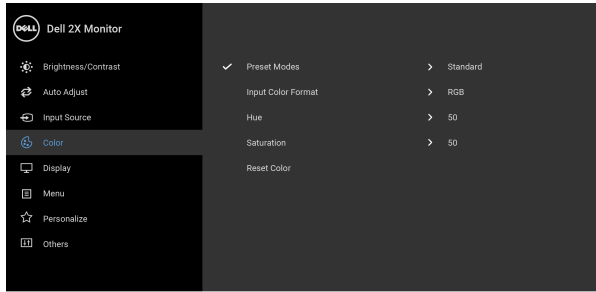 DELL Dell 2X Monitor
Brightness/Contrast
Auto Adjust
Input Source
Color
Display
Menu
Personalize
Others
Preset Modes Standard
Input Color Format RGB
Hue 50
Saturation 50
Reset Color